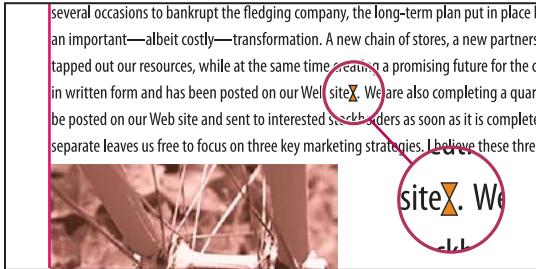 several occasions to bankrupt the fledging company, the long-term plan put in place
an important—albeit costly—transformation. A new chain of stores, a new partners
tapped out our resources, while at the same time creating a promising future for the
in written form and has been posted on our Web site. We are also completing a quar
be posted on our Web site and sent to interested stockholders as soon as it is complete
separate leaves us free to focus on three key marketing strategies. I believe these thre
site. We